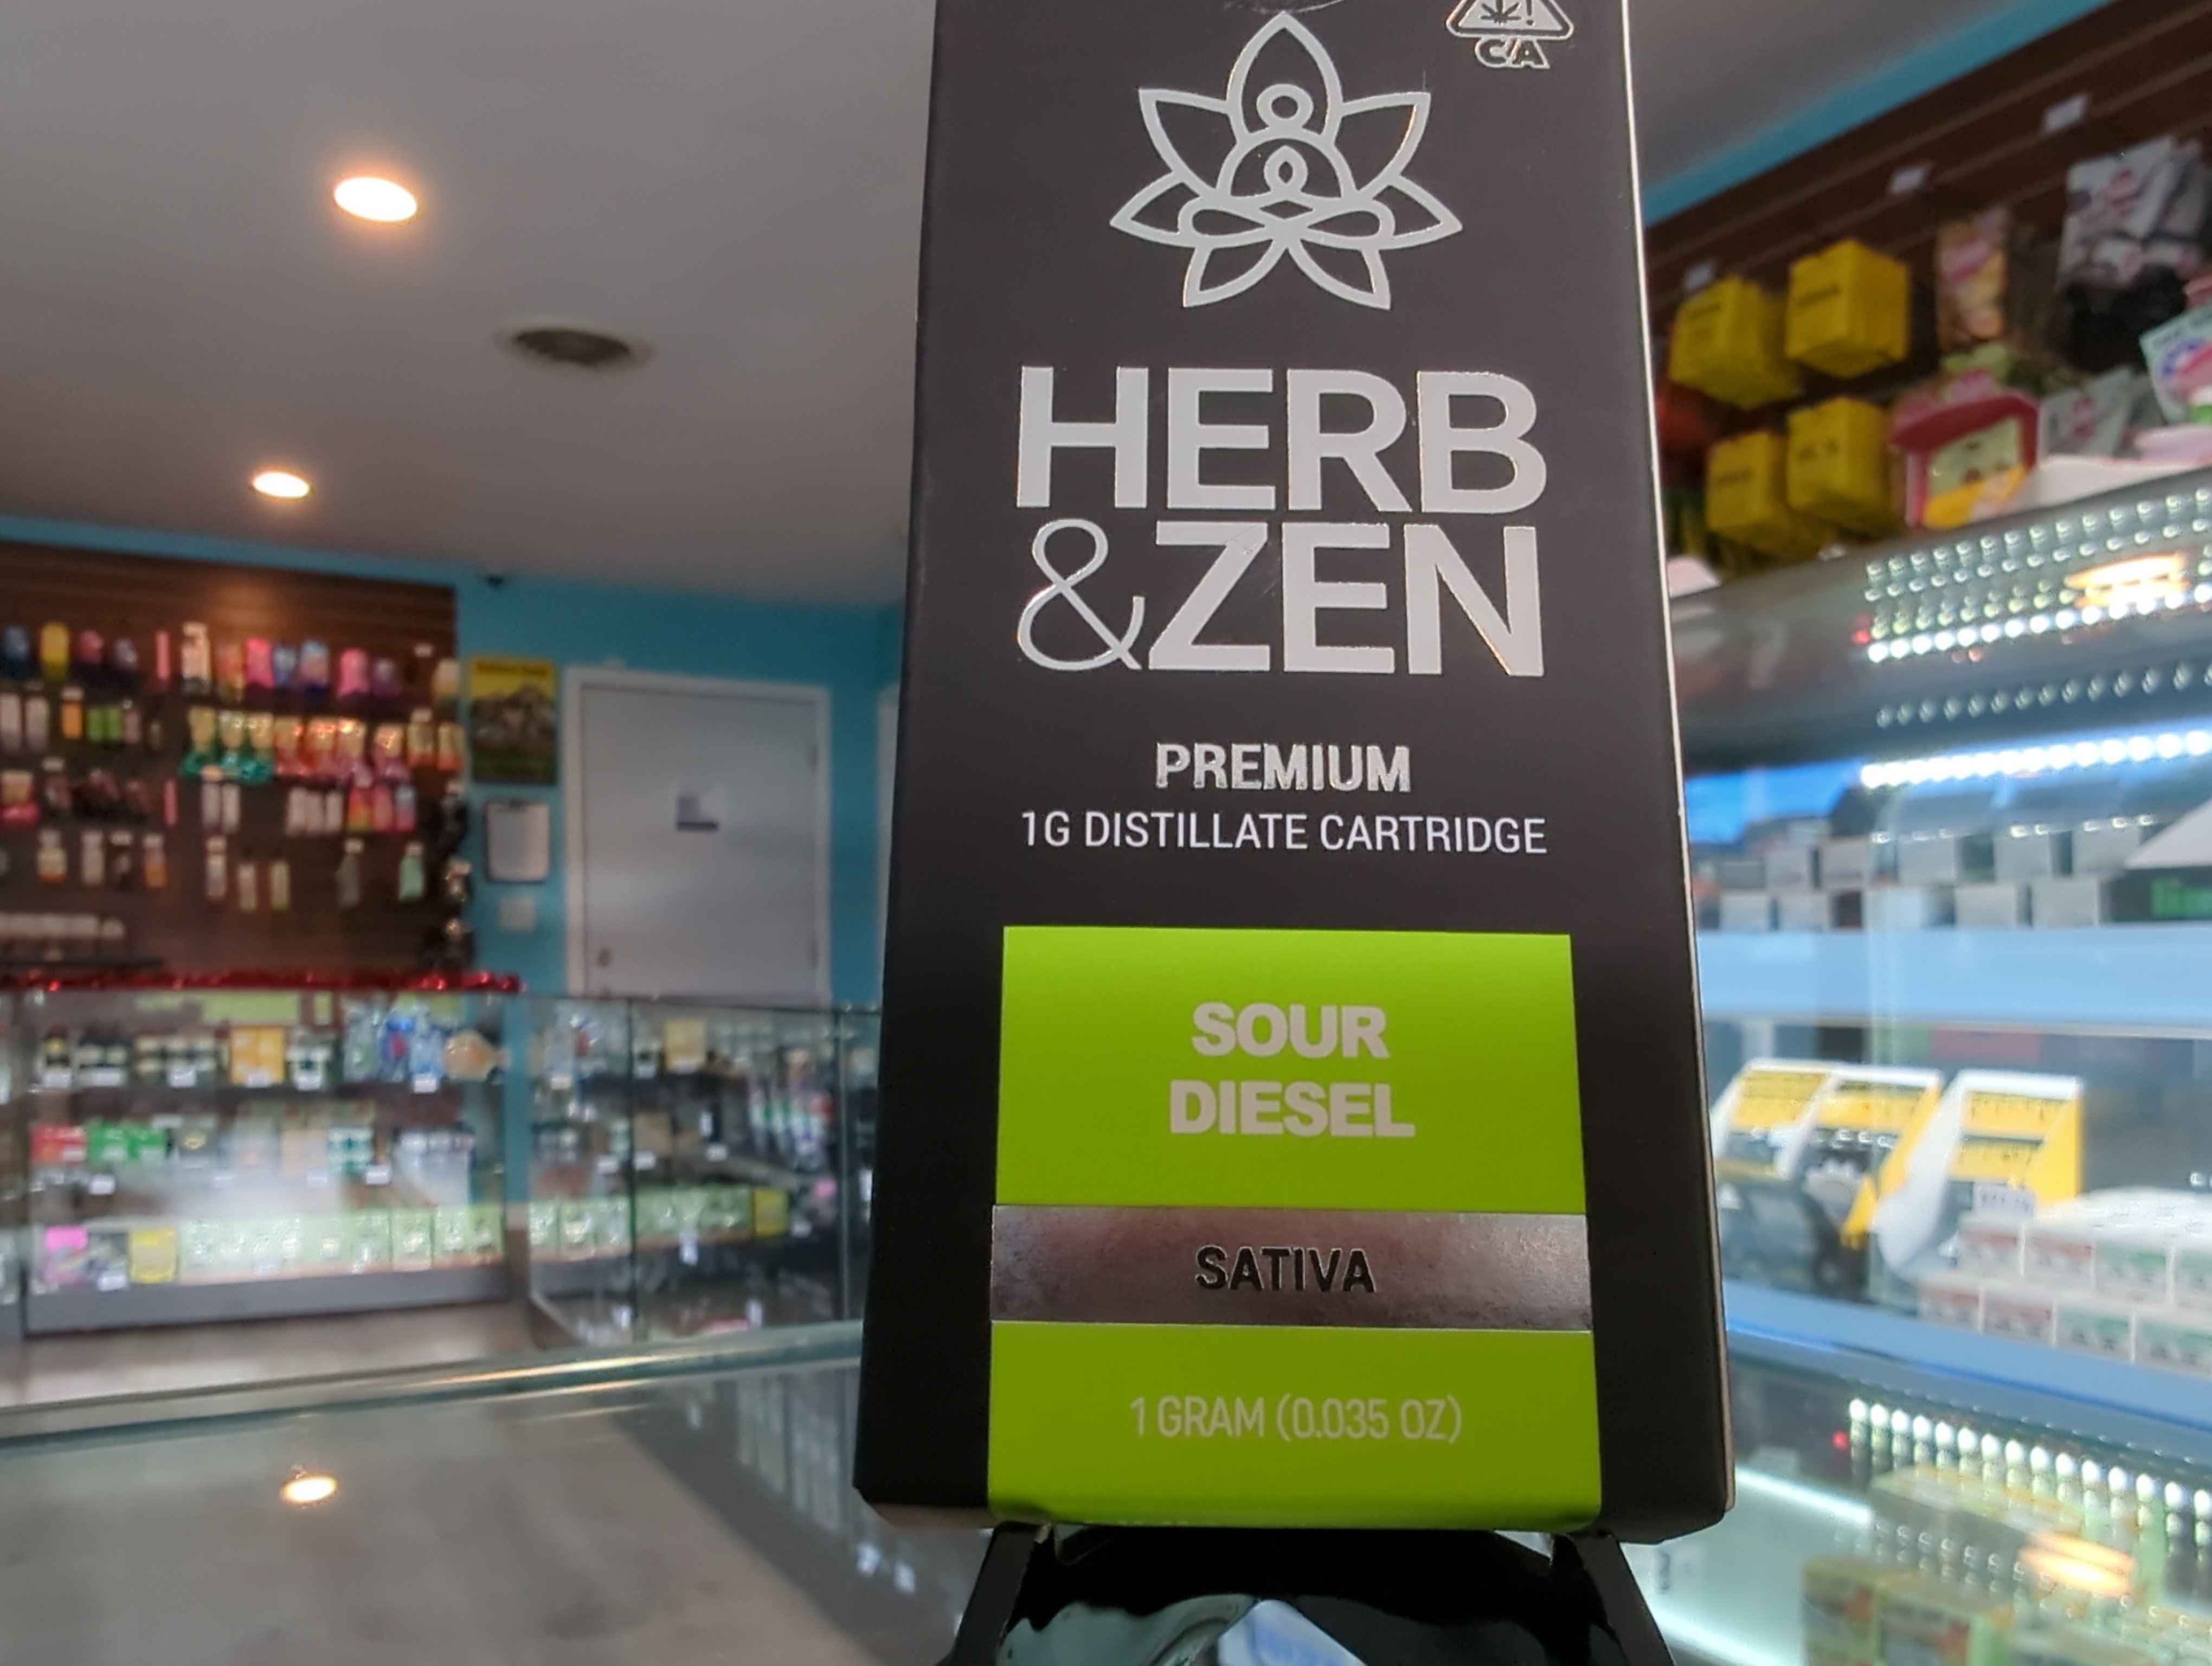 CA
HERB
&ZEN
PREMIUM
1G DISTILLATE CARTRIDGE
SOUR
DIESEL
SATIVA
1 GRAM (0.035 OZ)